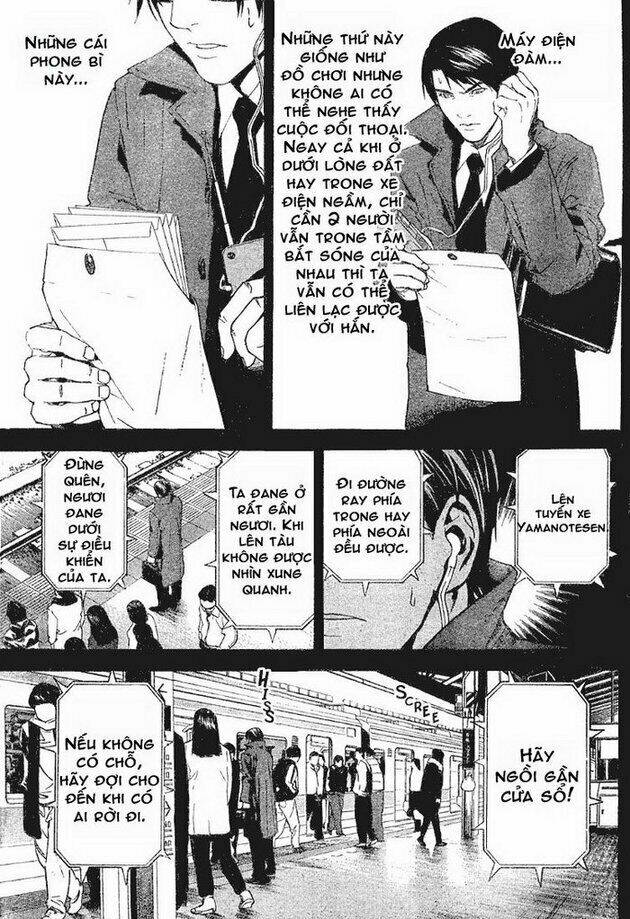 MÁY ĐIỆN
ĐÀM...
NHỮNG THỨ NÀY
GIỐNG NHƯ
ĐỒ CHƠI NHƯNG
KHÔNG AI CÓ
THỂ NGHE THẤY
CUỘC ĐỐI THOẠI.
NGAY CẢ KHI Ở
DƯỚI LÒNG ĐẤT
HAY TRONG XE
ĐIỆN NGẦM, CHỈ
CẦN 2 NGƯỜI
VẪN TRONG TẦM
BẮT SÓNG CỦA
NHAU THÌ TA
VẪN CÓ THỂ
LIÊN LẠC ĐƯỢC
VỚI HẮN.
NHỮNG CÁI
PHONG BÌ
NÀY...
LÊN
TUYẾN XE
YAMANOTESEN.
ĐI ĐƯỜNG
RAY PHÍA
TRONG HAY
PHÍA NGOÀI
ĐỀU ĐƯỢC.
TA ĐANG Ở
RẤT GẦN
NGƯƠI. KHI
LÊN TÀU
KHÔNG ĐƯỢC
NHÌN XUNG
QUANH.
ĐỪNG
QUÊN,
NGƯƠI
ĐANG
DƯỚI
SỰ ĐIỀU
KHIỂN
CỦA TA.
SCREE
HISS
HÃY
NGỒI GẦN
CỬA SỔ!
NẾU KHÔNG
CÓ CHỖ,
HÃY ĐỢI CHO
ĐẾN KHI CÓ
AI RỜI ĐI.